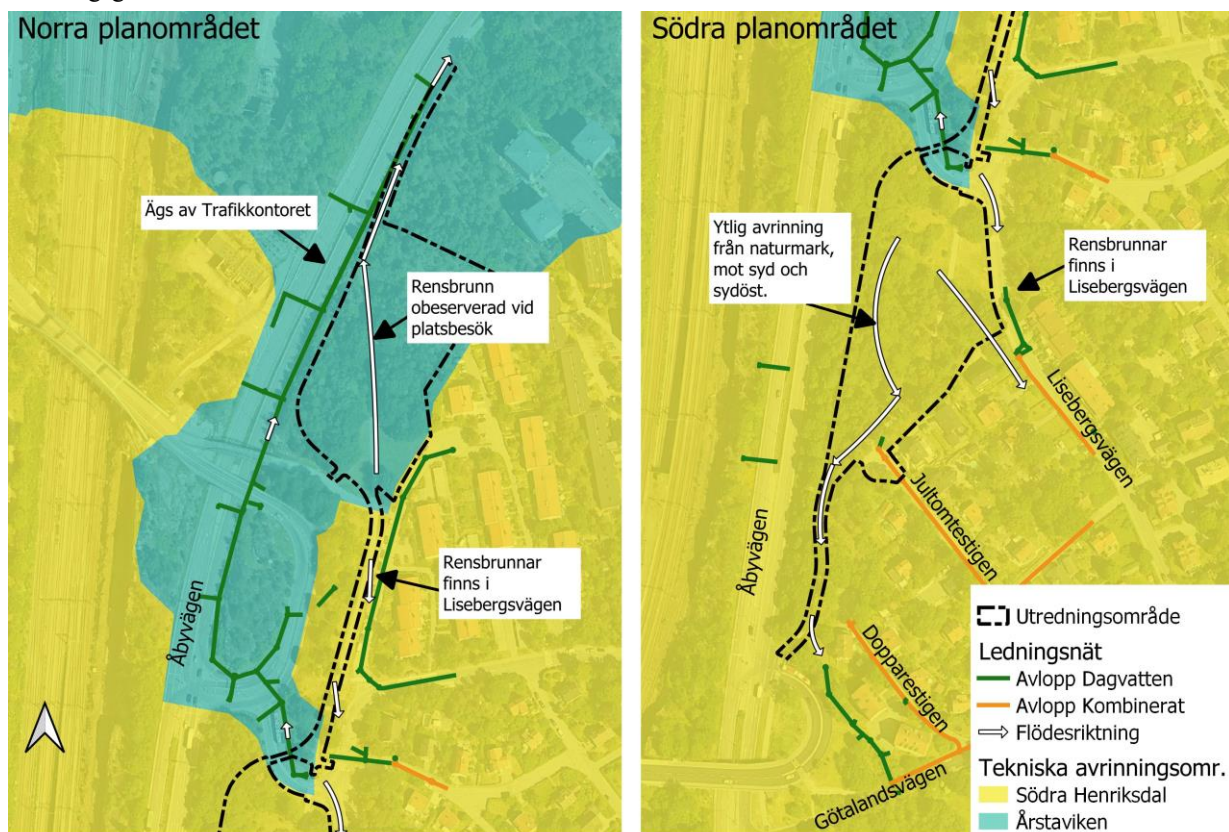 Norra planområdet
Ägs av Trafikkontoret
Rensbrunn
obeserverad vid
platsbesök
Rensbrunnar
finns i
Lisebergsvägen
Åbyvägen
Södra planområdet
Ytlig avrinning
från naturmark,
mot syd och
sydöst.
Rensbrunnar
finns i
Lisebergsvägen
Lisebergsvägen
Åbyvägen
Jultomtestigen
Dopparestigen
Götalandsvägen
Utredningsområde
Ledningsnät
Avlopp Dagvatten
Avlopp Kombinerat
Flödesriktning
Tekniska avrinningsomr.
Södra Henriksdal
Årstaviken